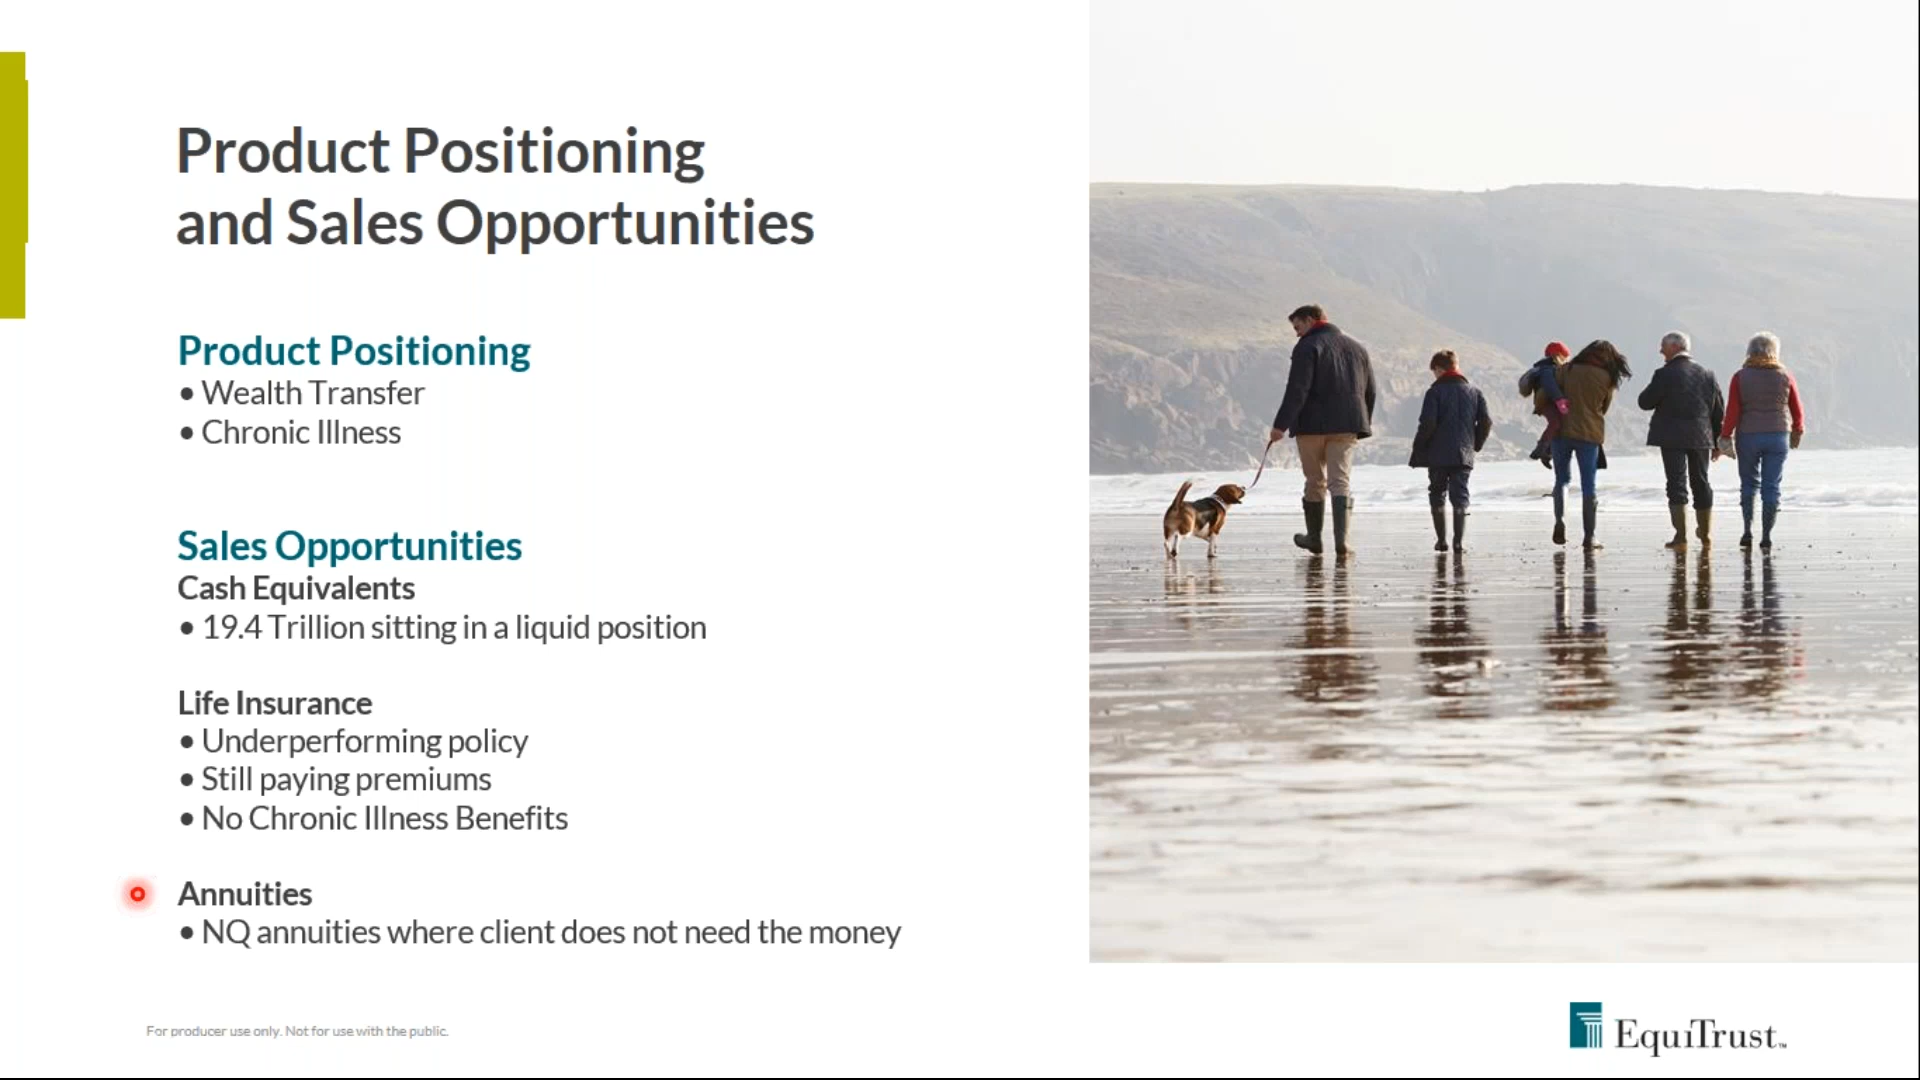 Product Positioning
and Sales Opportunities
Product Positioning
• Wealth Transfer
• Chronic Illness
Sales Opportunities
Cash Equivalents
• 19.4 Trillion sitting in a liquid position
Life Insurance
• Underperforming policy
• Still paying premiums
• No Chronic Illness Benefits
Annuities
• NQ annuities where client does not need the money
For producer use only. Not for use with the public.
EquiTrust™